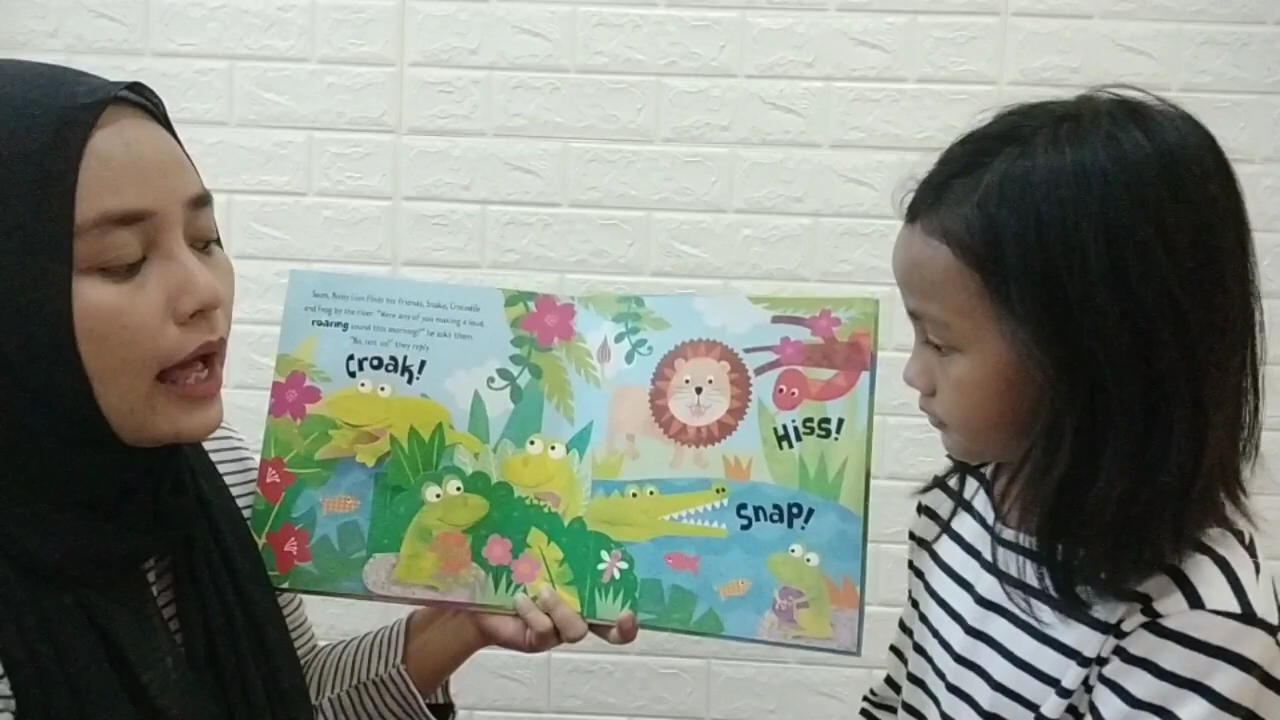 Soon, Noisy Lion finds his friends, Snake, Crocodile
and Frog by the river. "Were any of you making a loud,
roaring sound this morning?" he asks them.
"No, not us!" they reply.
Croak!
Hiss!
Snap!